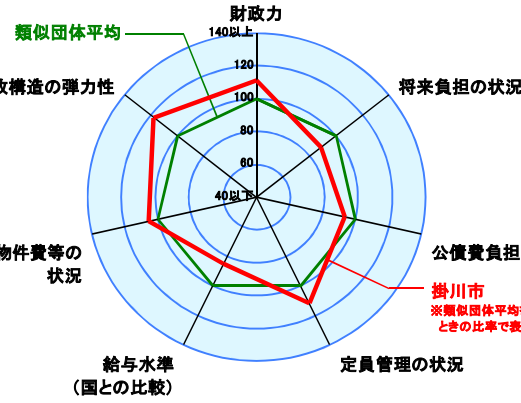 財政力
140以上
類似団体平均
120
政構造の弾力性
将来負担の状況
100
80
60
40以下
物件費等の
状況
公債費負担
掛川市
※類似団体平均
ときの比率で表
給与水準
（国との比較）
定員管理の状況